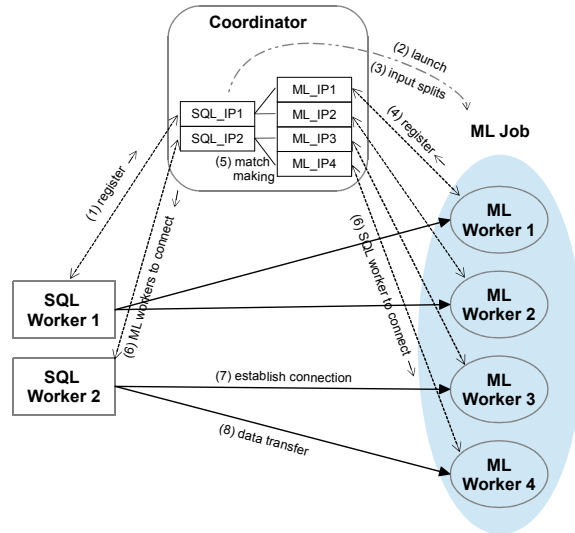 Coordinator
(2) launch
(3) input splits
ML_IP1
SQL_IP1
ML_IP2
SQL_IP2
ML_IP3
ML_IP4
(5) match
making
(4) register
ML Job
(1) register
(6) ML workers to connect
(6) SQL worker to connect
ML
Worker 1
SQL
Worker 1
ML
Worker 2
SQL
Worker 2
(7) establish connection
ML
Worker 3
(8) data transfer
ML
Worker 4